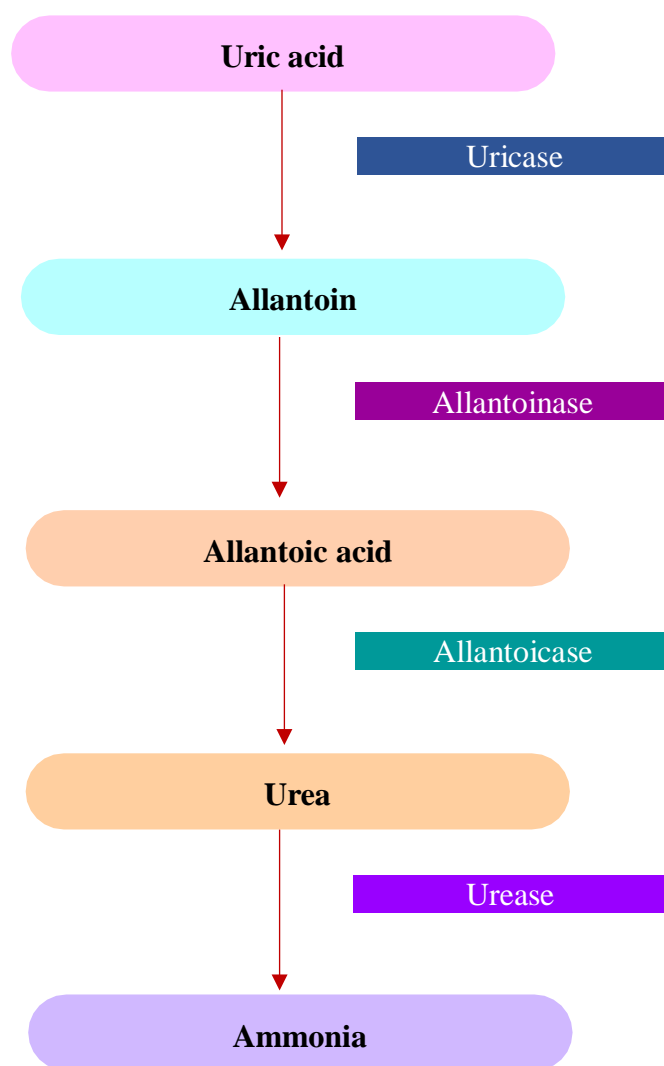 Uric acid
Uricase
Allantoin
Allantoinase
Allantoic acid
Allantoicase
Urea
Urease
Ammonia